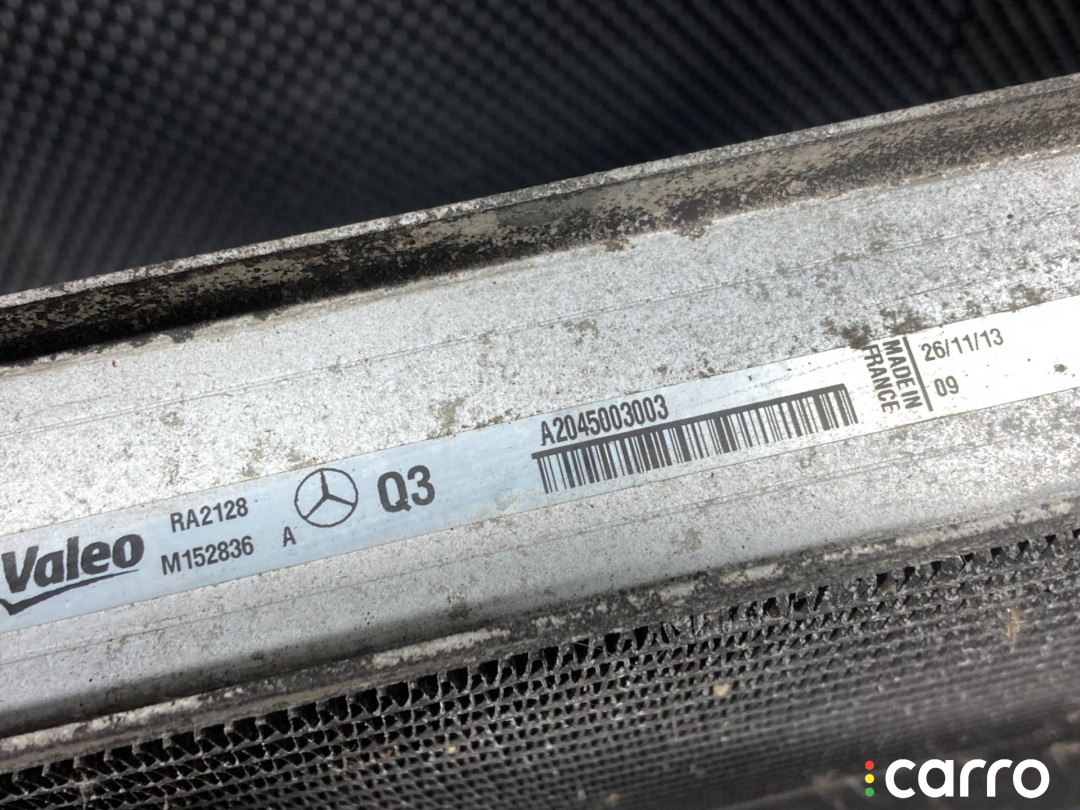 Valeo
RA2128
M152836 A
Q3
A2045003003
MADE IN
FRANCE
26/11/13
09
carro